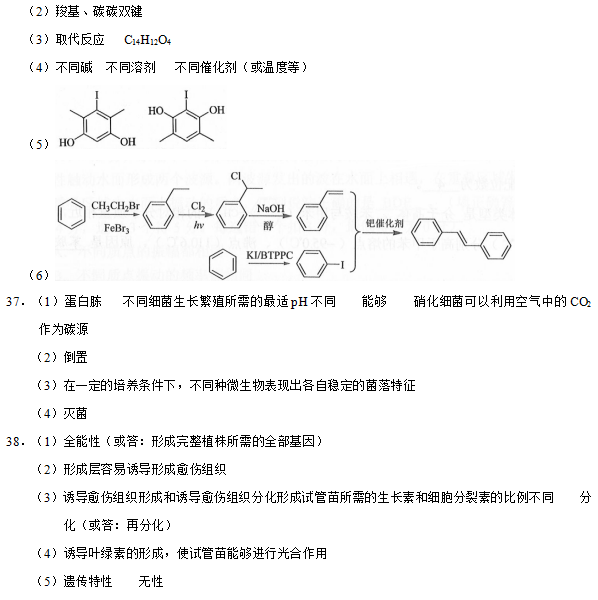 (2) 羧基、碳碳双键
(3) 取代反应 C14H12O4
(4) 不同碱 不同溶剂 不同催化剂(或温度等)
I I
HO OH
(5) HO OH
Cl
CH3CH2Br Cl2 NaOH
FeBr3 hν 醇 钯催化剂
KI/BTPPC I
(6)
37. (1) 蛋白胨 不同细菌生长繁殖所需的最适 pH 不同 能够 硝化细菌可以利用空气中的 CO2
作为碳源
(2) 倒置
(3) 在一定的培养条件下,不同种微生物表现出各自稳定的菌落特征
(4) 灭菌
38. (1) 全能性(或答:形成完整植株所需的全部基因)
(2) 形成层容易诱导形成愈伤组织
(3) 诱导愈伤组织形成和诱导愈伤组织分化形成试管苗所需的生长素和细胞分裂素的比例不同 分
化(或答:再分化)
(4) 诱导叶绿素的形成,使试管苗能够进行光合作用
(5) 遗传特性 无性